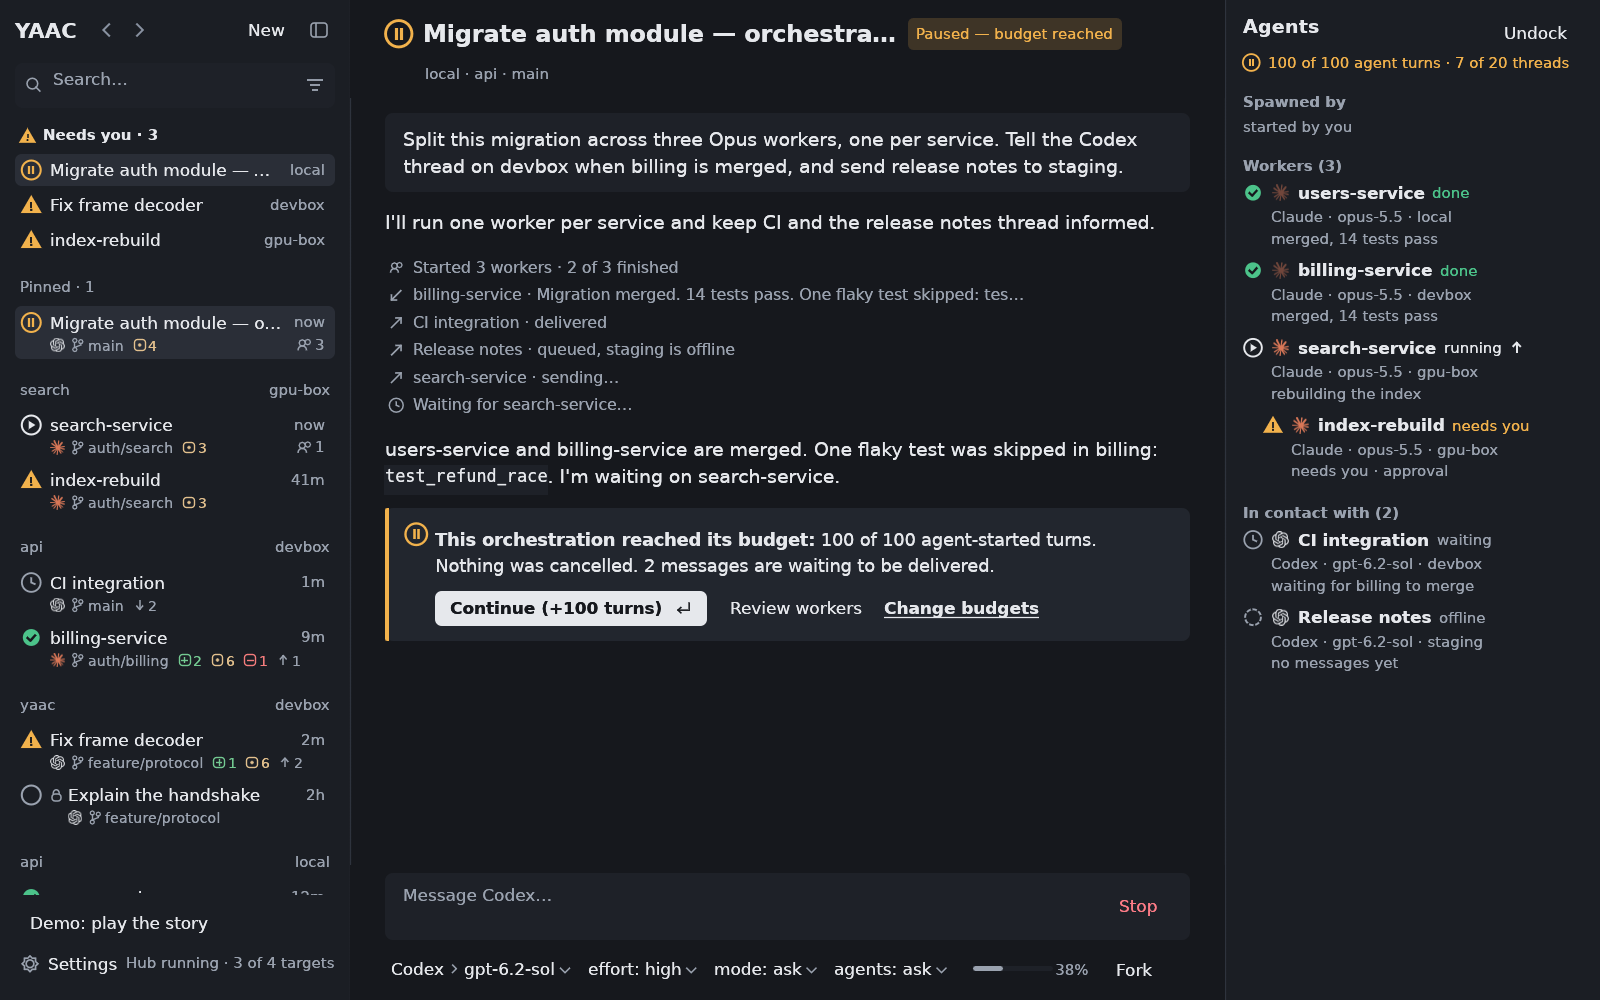 YAAC
New
Search…
Needs you · 3
Migrate auth module — … local
Fix frame decoder devbox
index-rebuild gpu-box
Pinned · 1
Migrate auth module — o… now
main 4 3
search gpu-box
search-service now
auth/search 3 1
index-rebuild 41m
auth/search 3
api devbox
CI integration 1m
main 2
billing-service 9m
auth/billing 2 6 1 1
yaac devbox
Fix frame decoder 2m
feature/protocol 1 6 2
Explain the handshake 2h
feature/protocol
api local
Demo: play the story
Settings Hub running · 3 of 4 targets
Migrate auth module — orchestra… Paused — budget reached
local · api · main
Split this migration across three Opus workers, one per service. Tell the Codex
thread on devbox when billing is merged, and send release notes to staging.
I'll run one worker per service and keep CI and the release notes thread informed.
Started 3 workers · 2 of 3 finished
billing-service · Migration merged. 14 tests pass. One flaky test skipped: tes…
CI integration · delivered
Release notes · queued, staging is offline
search-service · sending…
Waiting for search-service…
users-service and billing-service are merged. One flaky test was skipped in billing:
test_refund_race. I'm waiting on search-service.
This orchestration reached its budget: 100 of 100 agent-started turns.
Nothing was cancelled. 2 messages are waiting to be delivered.
Continue (+100 turns) Review workers Change budgets
Message Codex…
Stop
Codex gpt-6.2-sol effort: high mode: ask agents: ask 38% Fork
Agents
Undock
100 of 100 agent turns · 7 of 20 threads
Spawned by
started by you
Workers (3)
users-service done
Claude · opus-5.5 · local
merged, 14 tests pass
billing-service done
Claude · opus-5.5 · devbox
merged, 14 tests pass
search-service running
Claude · opus-5.5 · gpu-box
rebuilding the index
index-rebuild needs you
Claude · opus-5.5 · gpu-box
needs you · approval
In contact with (2)
CI integration waiting
Codex · gpt-6.2-sol · devbox
waiting for billing to merge
Release notes offline
Codex · gpt-6.2-sol · staging
no messages yet